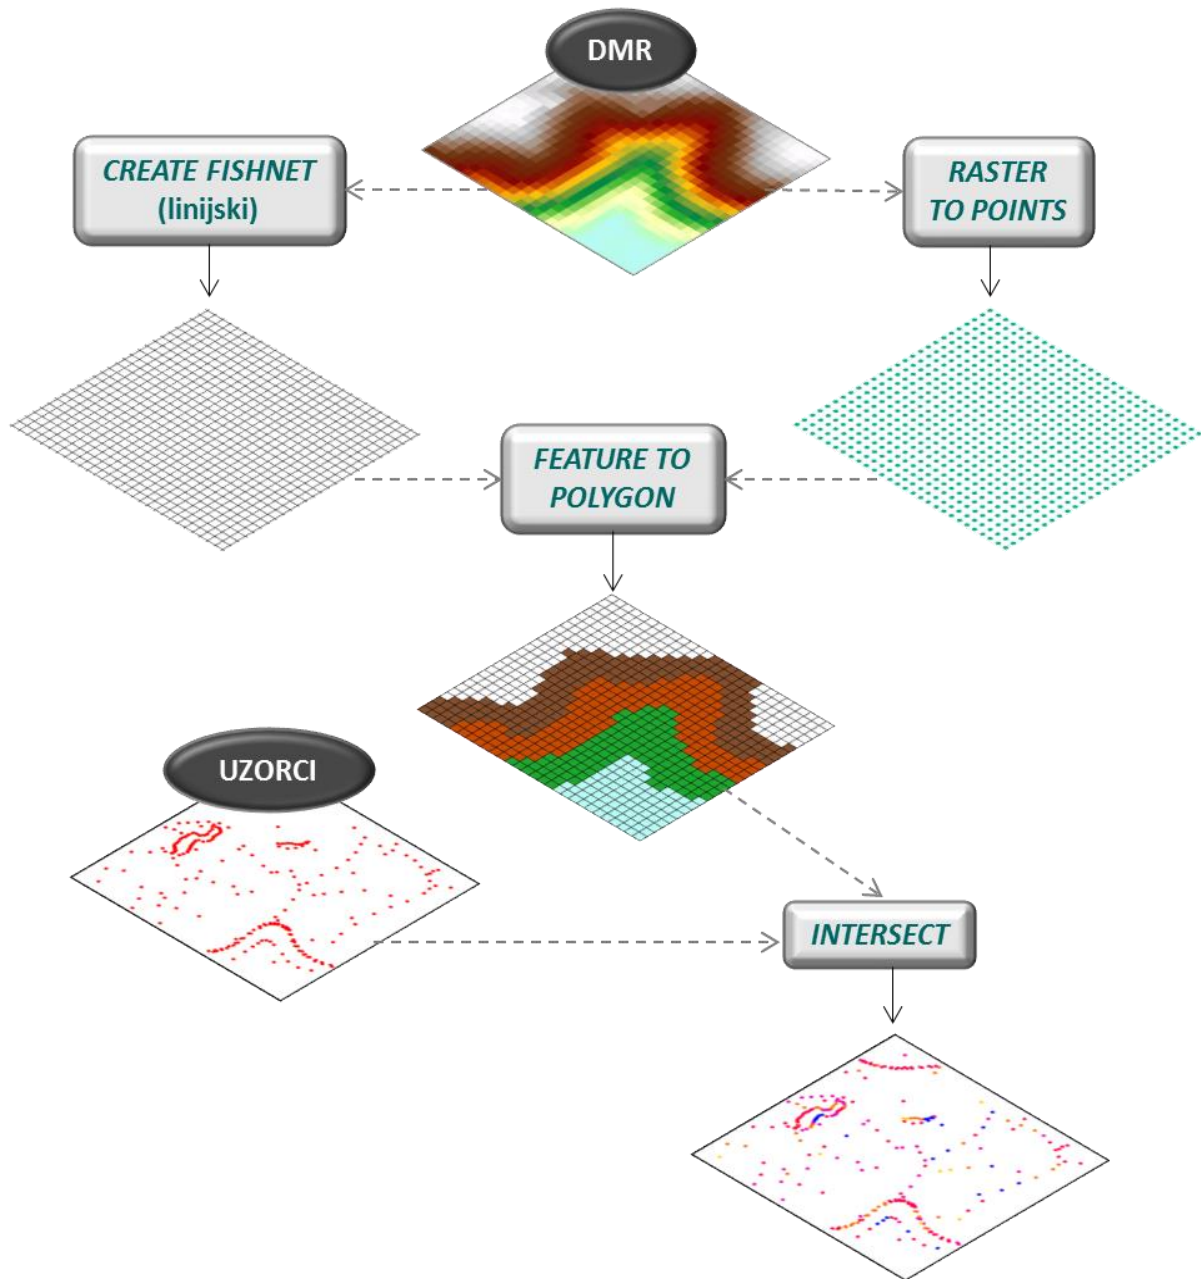 DMR
CREATE FISHNET
(linijski)
RASTER
TO POINTS
FEATURE TO
POLYGON
UZORCI
INTERSECT